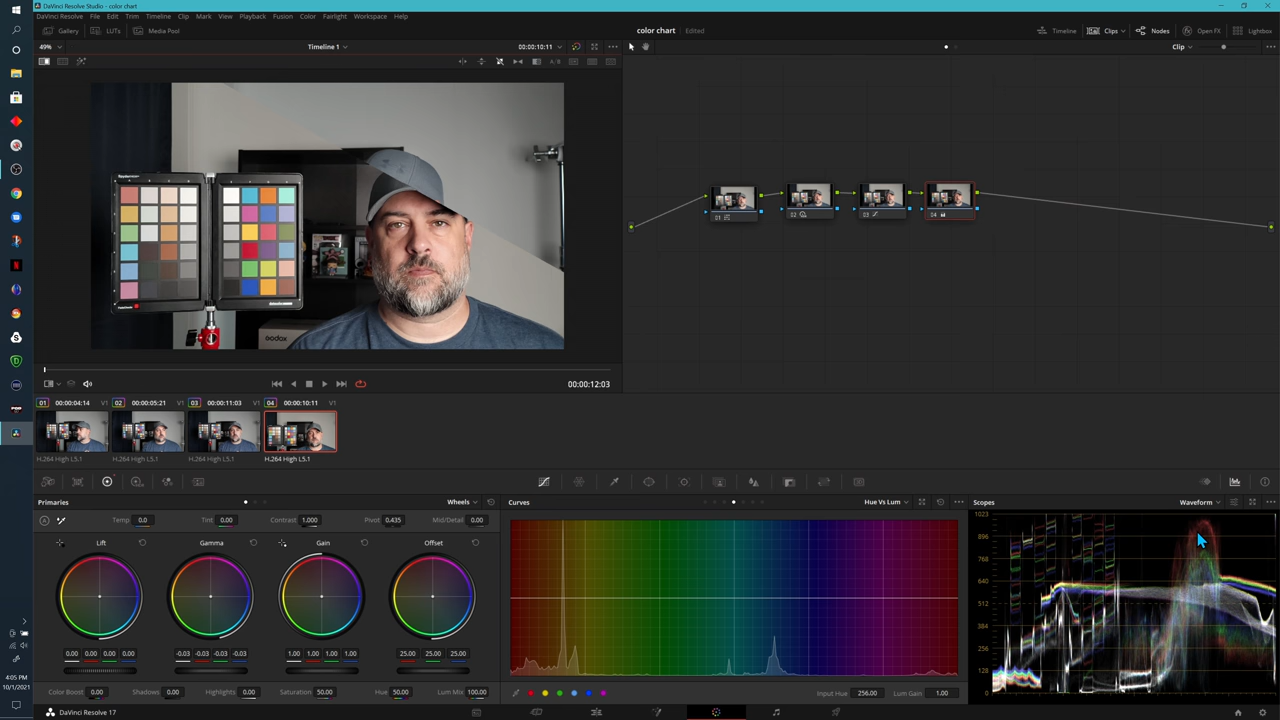 DaVinci Resolve Studio - color chart
DaVinci Resolve File Edit Trim Timeline Clip Mark View Playback Fusion Color Fairlight Workspace Help
Gallery LUTs Media Pool color chart Edited Timeline Clips Nodes Open FX Lightbox
49% Timeline 1 00:00:10:11 Clip
GODOX
01 02 03 04
00:00:12:03
01 00:00:04:14 V1 02 00:00:05:21 V1 03 00:00:11:03 V1 04 00:00:10:11 V1
H.264 High L5.1 H.264 High L5.1 H.264 High L5.1 H.264 High L5.1
Primaries Wheels Curves Hue Vs Lum Scopes Waveform
Temp 0.0 Tint 0.00 Contrast 1.000 Pivot 0.435 Mid/Detail 0.00
Lift Gamma Gain Offset
0.00 0.00 0.00 0.00 -0.03 -0.03 -0.03 -0.03 1.00 1.00 1.00 1.00 25.00 25.00 25.00
Color Boost 0.00 Shadows 0.00 Highlights 0.00 Saturation 50.00 Hue 50.00 Lum Mix 100.00
Input Hue 256.00 Lum Gain 1.00
1023
896
768
640
512
384
256
128
0
4:05 PM
10/1/2021
DaVinci Resolve 17